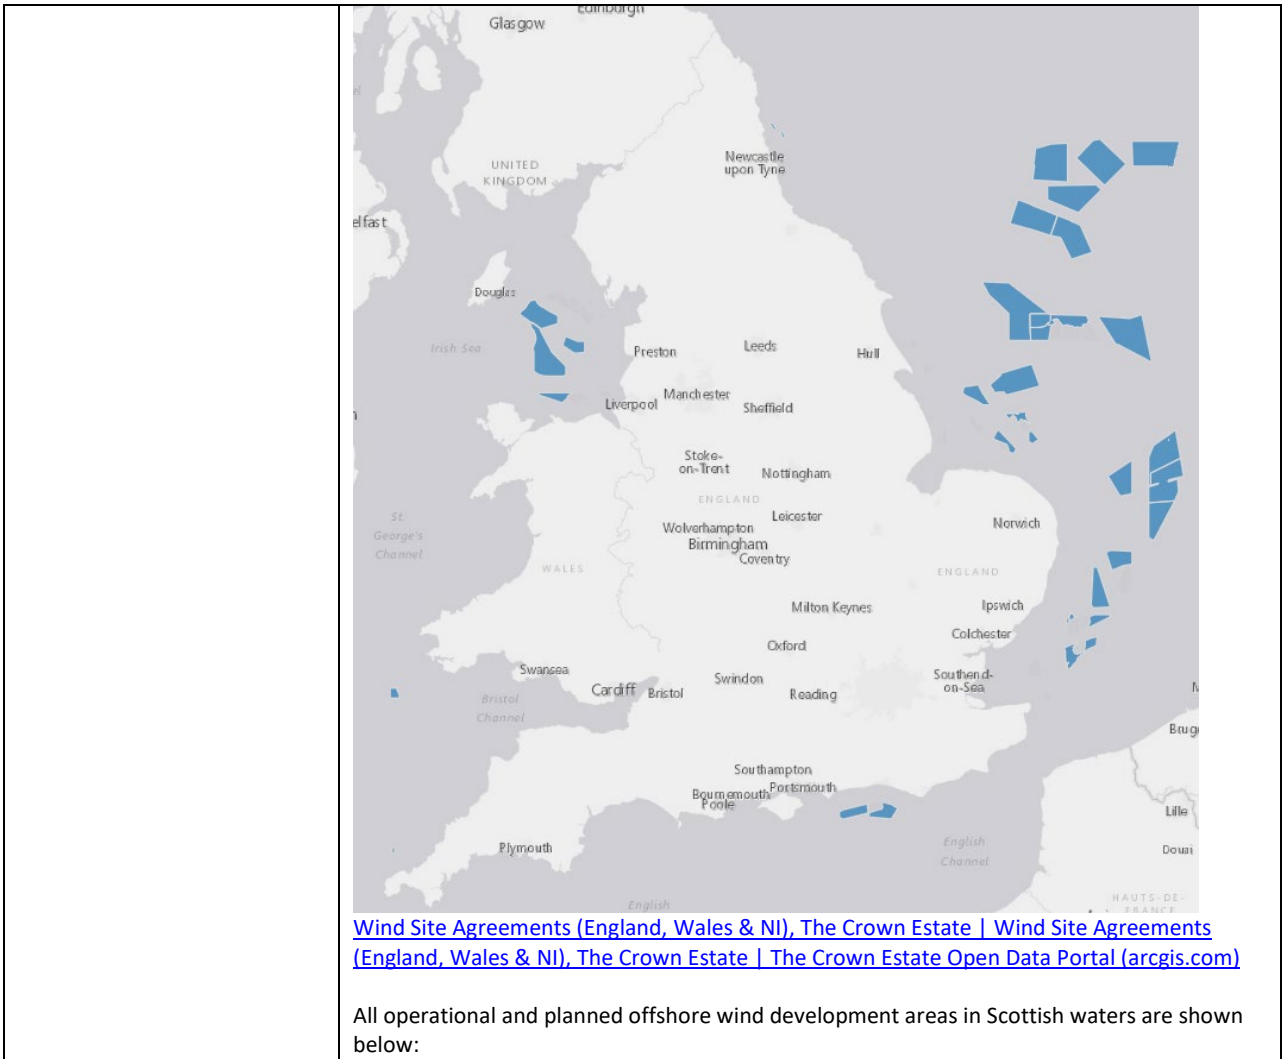 Edinburgh
Glasgow
Newcastle
upon Tyne
UNITED
KINGDOM
elfast
Douglas
Irish Sea
Preston
Leeds
Hull
Manchester
Liverpool
Sheffield
Stoke-
on-Trent
Nottingham
ENGLAND
Leicester
Norwich
St.
George's
Channel
Wolverhampton
Birmingham
Coventry
WALES
ENGLAND
Milton Keynes
Ipswich
Colchester
Oxford
Swansea
Cardiff
Bristol
Swindon
Reading
Southend-
on-Sea
Bristol
Channel
Brug
Southampton
Portsmouth
Bournemouth
Poole
Lille
English
Channel
Plymouth
Douai
HAUTS-DE-
FRANCE
English
Wind Site Agreements (England, Wales & NI), The Crown Estate | Wind Site Agreements
(England, Wales & NI), The Crown Estate | The Crown Estate Open Data Portal (arcgis.com)
All operational and planned offshore wind development areas in Scottish waters are shown
below: